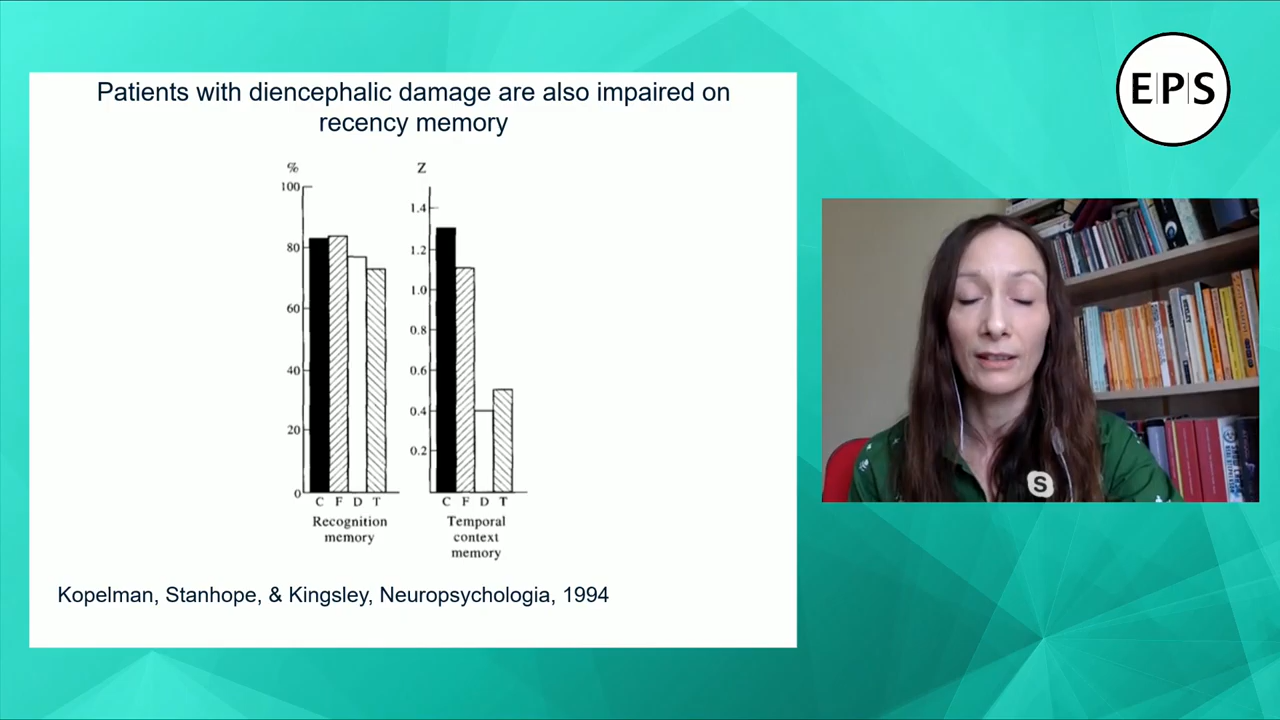 Patients with diencephalic damage are also impaired on
recency memory
%
100
80
60
40
20
0
C F D T
Recognition
memory
Z
1.4
1.2
1.0
0.8
0.6
0.4
0.2
C F D T
Temporal
context
memory
Kopelman, Stanhope, & Kingsley, Neuropsychologia, 1994
E|P|S
S